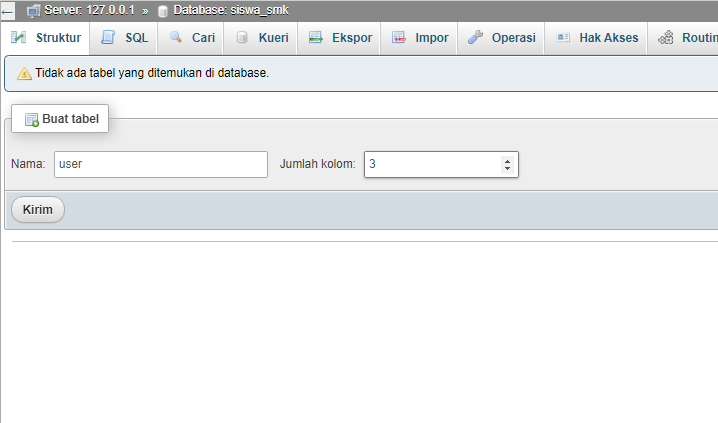 ← Server: 127.0.0.1 » Database: siswa_smk
Struktur SQL Cari Kueri Ekspor Impor Operasi Hak Akses Routin
Tidak ada tabel yang ditemukan di database.
Buat tabel
Nama: user Jumlah kolom: 3
Kirim